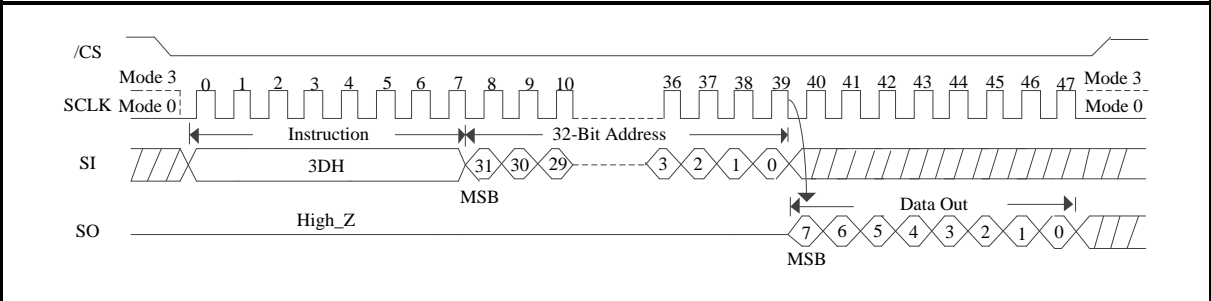 /CS
Mode 3 0 1 2 3 4 5 6 7 8 9 10 36 37 38 39 40 41 42 43 44 45 46 47 Mode 3
SCLK Mode 0 Mode 0
Instruction 32-Bit Address
SI 3DH 31 30 29 3 2 1 0
MSB Data Out
High_Z
SO 7 6 5 4 3 2 1 0
MSB